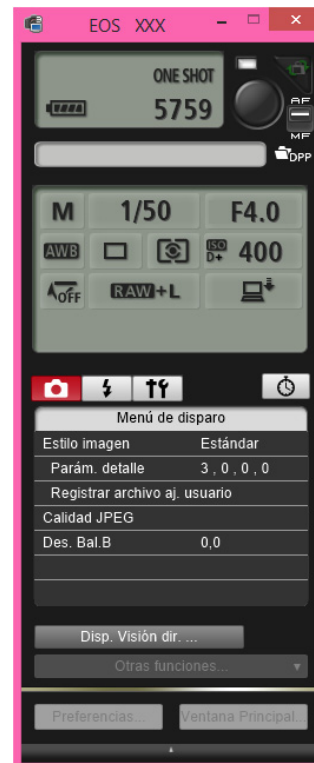 EOS XXX
ONE SHOT
5759
AF
MF
DPP
M 1/50 F4.0
AWB ISO D+ 400
OFF RAW+L
Menú de disparo
Estilo imagen Estándar
Parám. detalle 3 , 0 , 0 , 0
Registrar archivo aj. usuario
Calidad JPEG
Des. Bal.B 0,0
Disp. Visión dir. ...
Otras funciones...
Preferencias... Ventana Principal...